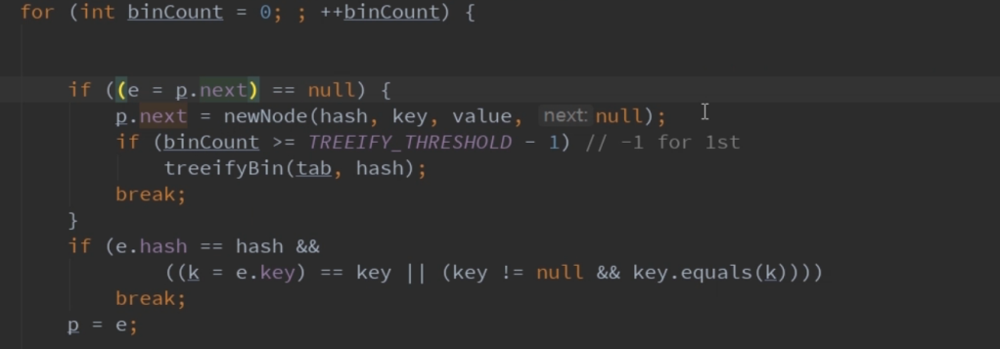 for (int binCount = 0; ; ++binCount) {
if ((e = p.next) == null) {
p.next = newNode(hash, key, value, next: null);
if (binCount >= TREEIFY_THRESHOLD - 1) // -1 for 1st
treeifyBin(tab, hash);
break;
}
if (e.hash == hash &&
((k = e.key) == key || (key != null && key.equals(k))))
break;
p = e;